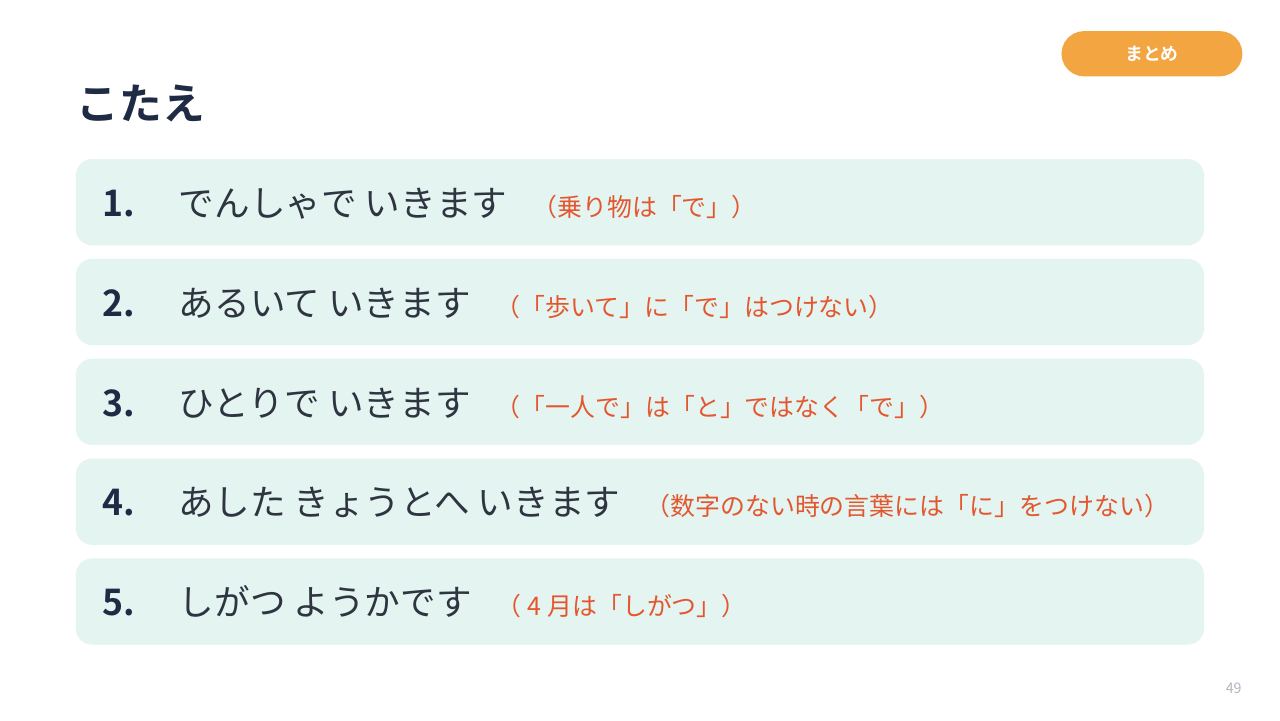 まとめ
こたえ
1. でんしゃで いきます （乗り物は「で」）
2. あるいて いきます （「歩いて」に「で」はつけない）
3. ひとりで いきます （「一人で」は「と」ではなく「で」）
4. あした きょうとへ いきます （数字のない時の言葉には「に」をつけない）
5. しがつ ようかです （ 4 月は「しがつ」）
49